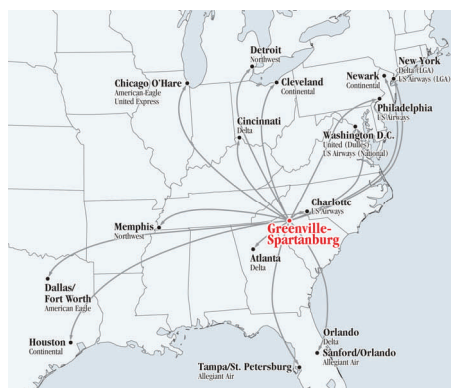 Detroit
Northwest
New York
Delta (LGA)
US Airways (LGA)
Chicago O'Hare
American Eagle
United Express
Cleveland
Continental
Newark
Continental
Philadelphia
US Airways
Cincinnati
Delta
Washington D.C.
United (Dulles)
US Airways (National)
Charlotte
US Airways
Memphis
Northwest
Greenville-
Spartanburg
Atlanta
Delta
Dallas/
Fort Worth
American Eagle
Houston
Continental
Orlando
Delta
Sanford/Orlando
Allegiant Air
Tampa/St. Petersburg
Allegiant Air